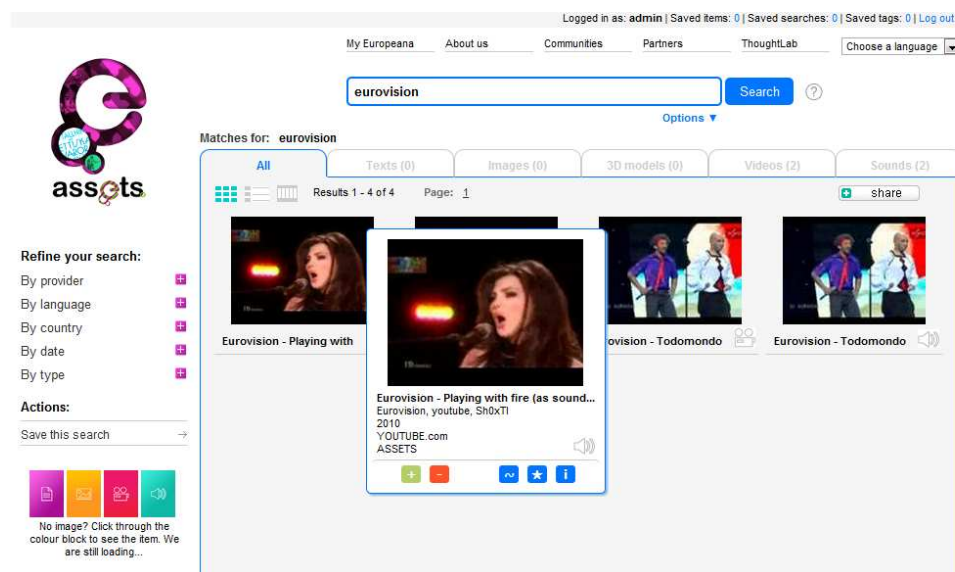 Logged in as: admin | Saved items: 0 | Saved searches: 0 | Saved tags: 0 | Log out
My Europeana About us Communities Partners ThoughtLab Choose a language
eurovision Search ?
Options ▼
Matches for: eurovision
All Texts (0) Images (0) 3D models (0) Videos (2) Sounds (2)
assets
Results 1 - 4 of 4 Page: 1 share
Refine your search:
By provider
By language
By country
By date
By type
Actions:
Save this search →
No image? Click through the
colour block to see the item. We
are still loading...
Eurovision - Playing with
ovision - Todomondo
Eurovision - Todomondo
Eurovision - Playing with fire (as sound...
Eurovision, youtube, Sh0xTI
2010
YOUTUBE.com
ASSETS